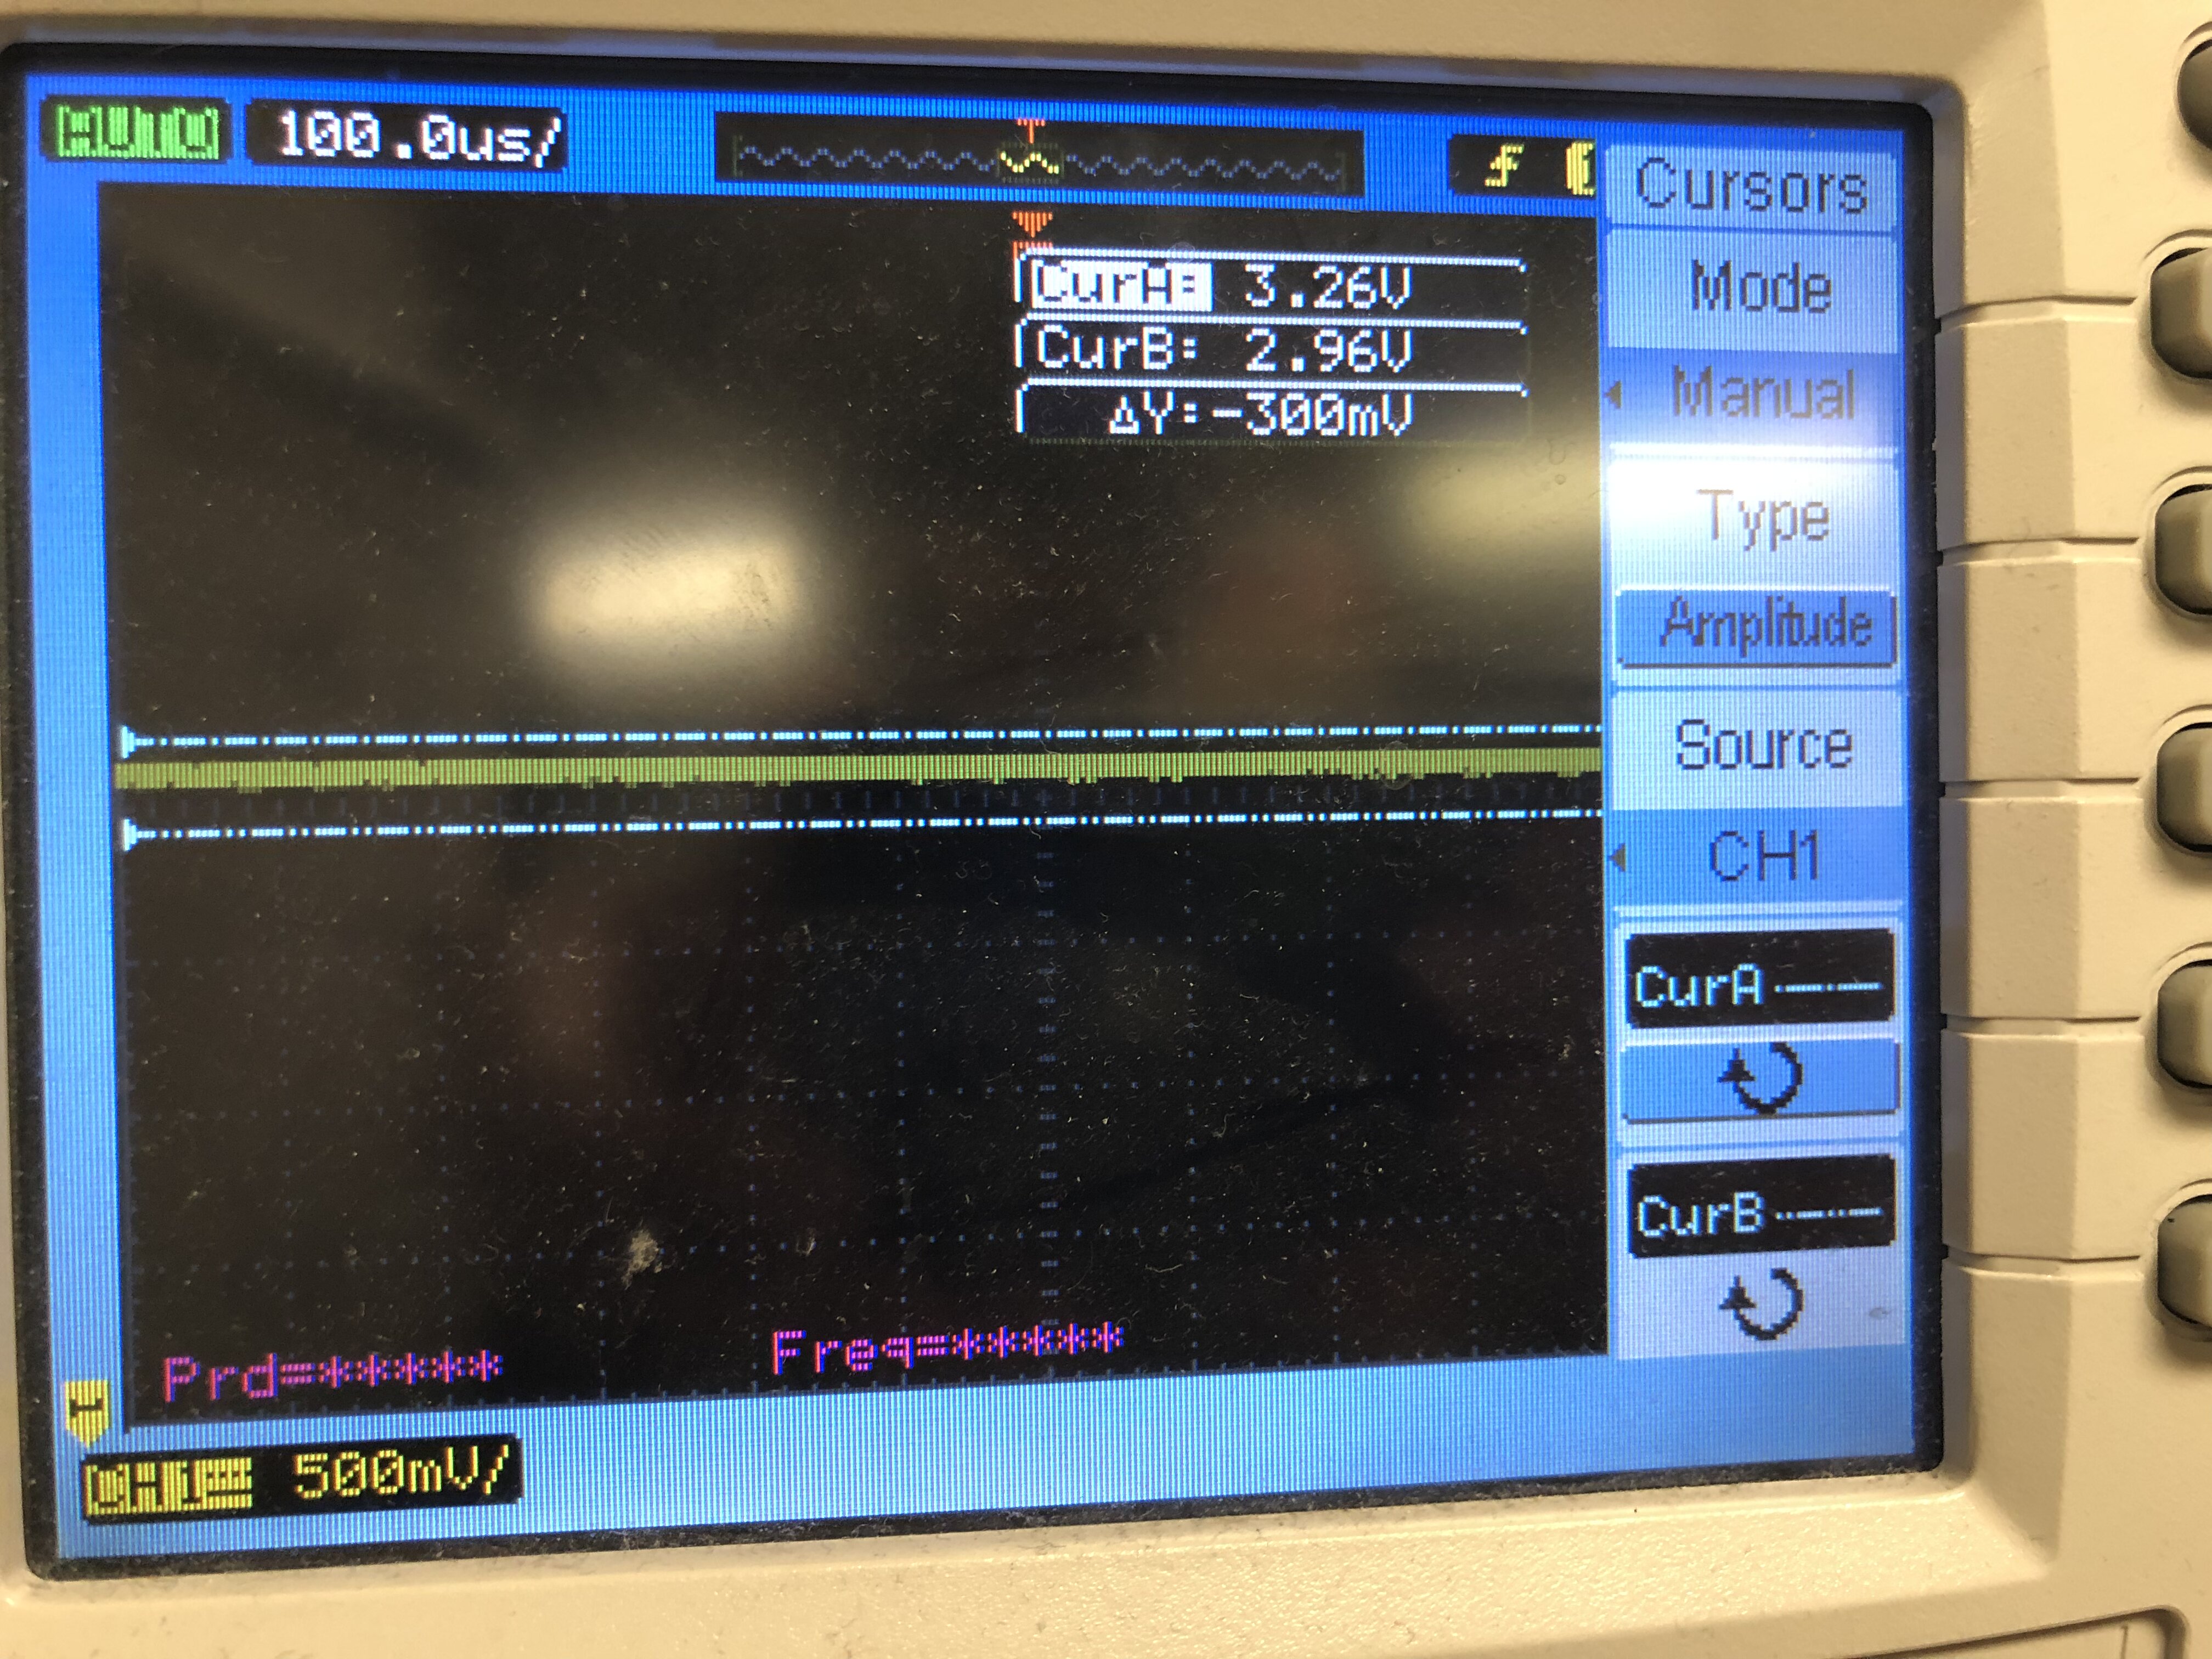 100.0us/
CurA: 3.26V
CurB: 2.96V
ΔY:-300mV
Cursors
Mode
Manual
Type
Amplitude
Source
CH1
CurA
CurB
Prd=*****
Freq=*****
CH1 500mV/